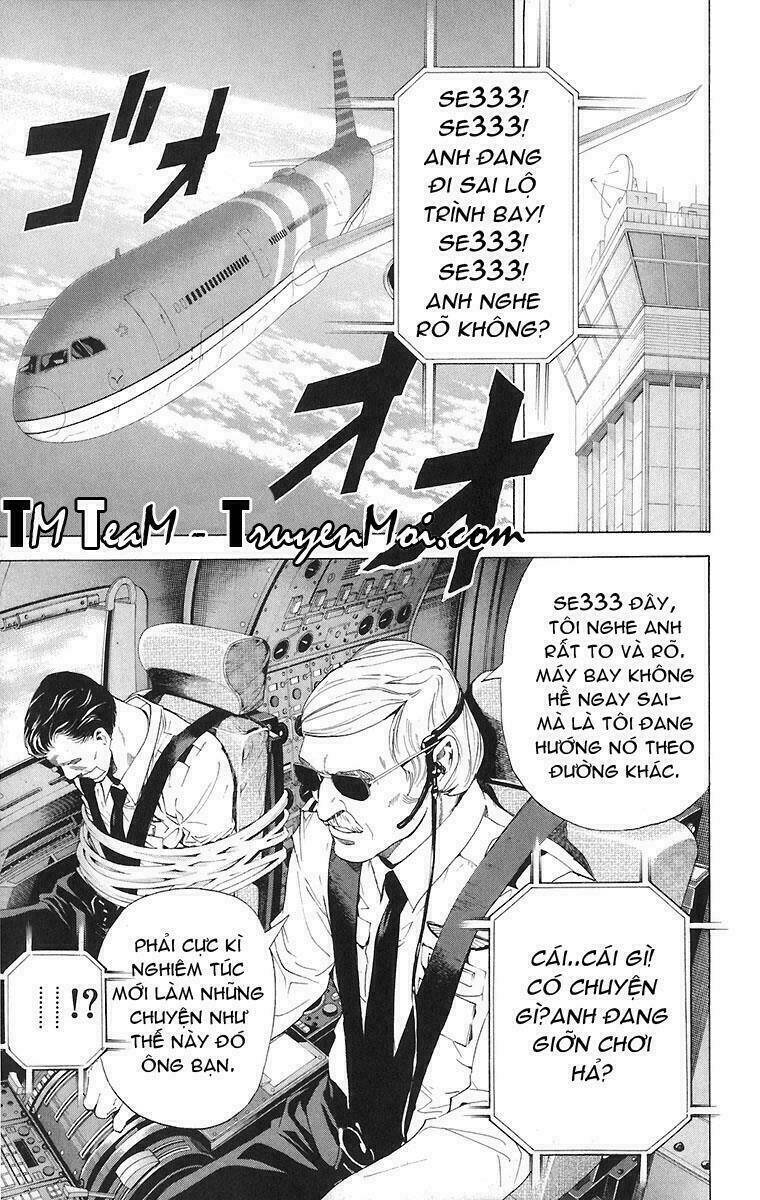 SE333!
SE333!
ANH ĐANG
ĐI SAI LỘ
TRÌNH BAY!
SE333!
SE333!
ANH NGHE
RÕ KHÔNG?
ゴォ
オオ
TM TeaM - TruyenMoi.com
SE333 ĐÂY,
TÔI NGHE ANH
RẤT TO VÀ RÕ.
MÁY BAY KHÔNG
HỀ NGAY SAI-
MÀ LÀ TÔI ĐANG
HƯỚNG NÓ THEO
ĐƯỜNG KHÁC.
CÁI..CÁI GÌ!
CÓ CHUYỆN
GÌ?ANH ĐANG
GIỠN CHƠI
HẢ?
PHẢI CỰC KÌ
NGHIÊM TÚC
MỚI LÀM NHỮNG
CHUYỆN NHƯ
THẾ NÀY ĐÓ
ÔNG BẠN.
!?
……